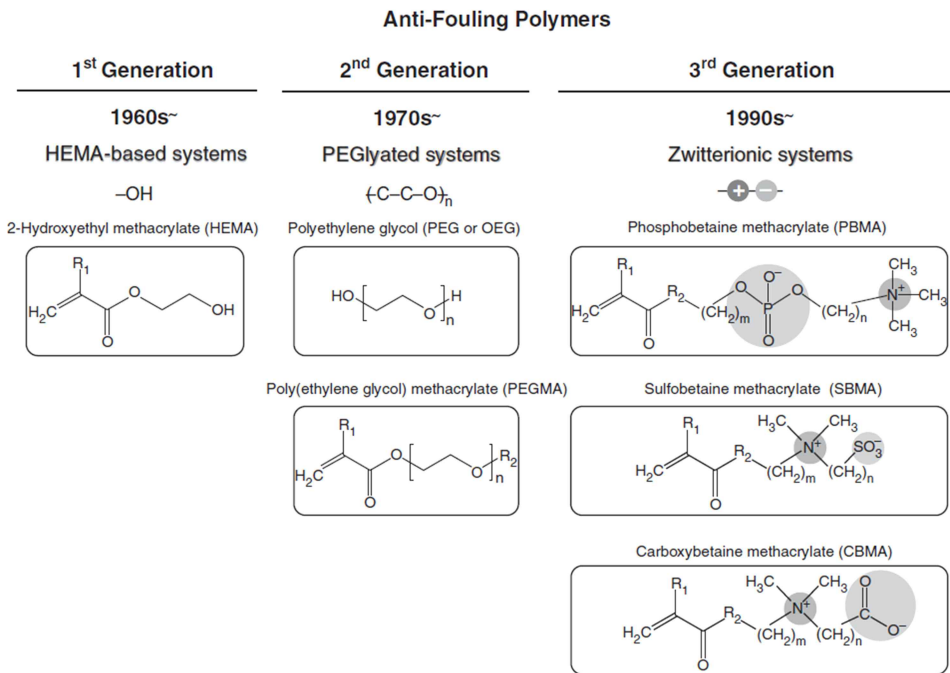 Anti-Fouling Polymers
1st Generation
1960s~
HEMA-based systems
–OH
2-Hydroxyethyl methacrylate (HEMA)
R1
H2C
O
O
OH
2nd Generation
1970s~
PEGlyated systems
(C–C–O)n
Polyethylene glycol (PEG or OEG)
HO
O
H
n
Poly(ethylene glycol) methacrylate (PEGMA)
R1
H2C
O
O
O
R2
n
3rd Generation
1990s~
Zwitterionic systems
+ −
Phosphobetaine methacrylate (PBMA)
R1
H2C
O
R2
(CH2)m
O
O−
P
O
O
(CH2)n
CH3
N+
CH3
CH3
Sulfobetaine methacrylate (SBMA)
R1
H2C
O
R2
(CH2)m
H3C
CH3
N+
(CH2)n
SO3−
Carboxybetaine methacrylate (CBMA)
R1
H2C
O
R2
(CH2)m
H3C
CH3
N+
(CH2)n
O
C
O−